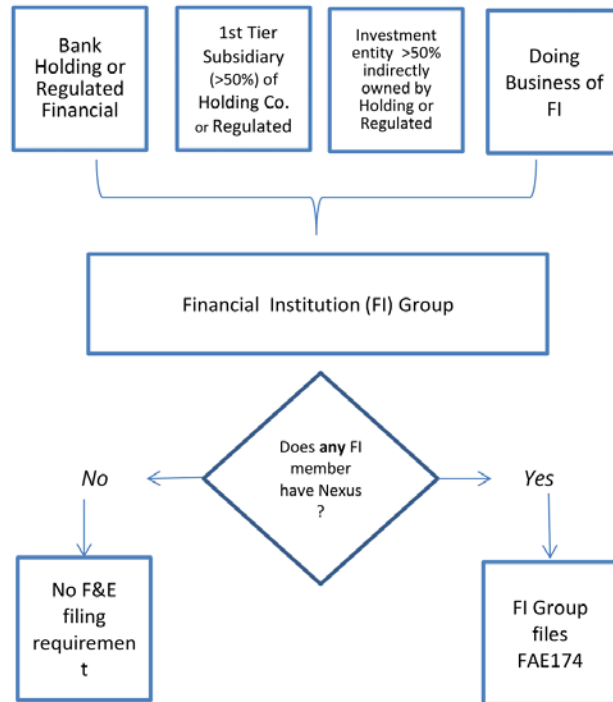 Bank
Holding or
Regulated
Financial
1st Tier
Subsidiary
(>50%) of
Holding Co.
or Regulated
Investment
entity >50%
indirectly
owned by
Holding or
Regulated
Doing
Business of
FI
Financial Institution (FI) Group
Does any FI
member
have Nexus
?
No
Yes
No F&E
filing
requiremen
t
FI Group
files
FAE174